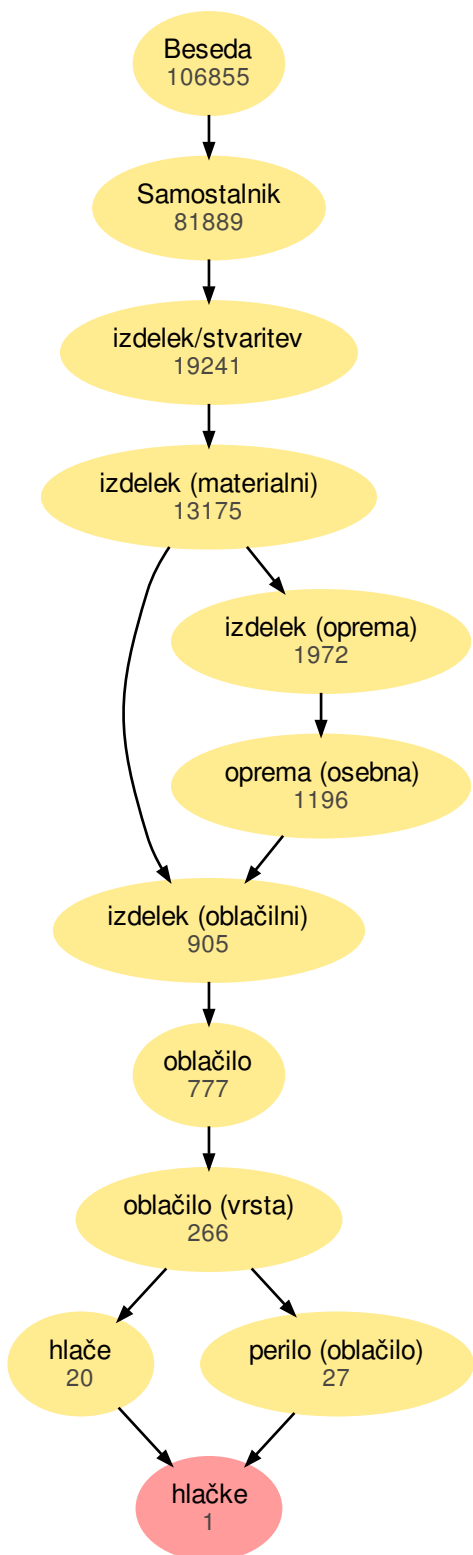 Beseda
106855
Samostalnik
81889
izdelek/stvaritev
19241
izdelek (materialni)
13175
izdelek (oprema)
1972
oprema (osebna)
1196
izdelek (oblačilni)
905
oblačilo
777
oblačilo (vrsta)
266
hlače
20
perilo (oblačilo)
27
hlačke
1